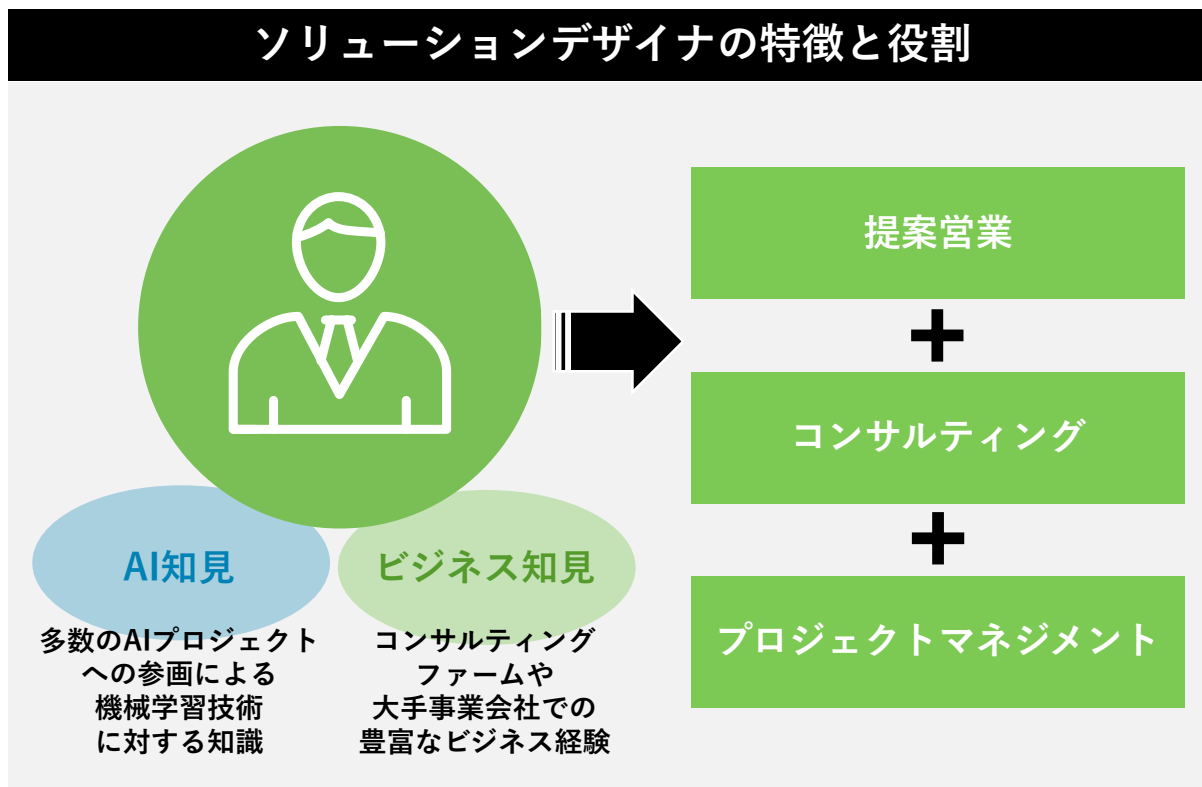 ソリューションデザイナの特徴と役割
AI知見
多数のAIプロジェクト
への参画による
機械学習技術
に対する知識
ビジネス知見
コンサルティング
ファームや
大手事業会社での
豊富なビジネス経験
提案営業
+
コンサルティング
+
プロジェクトマネジメント